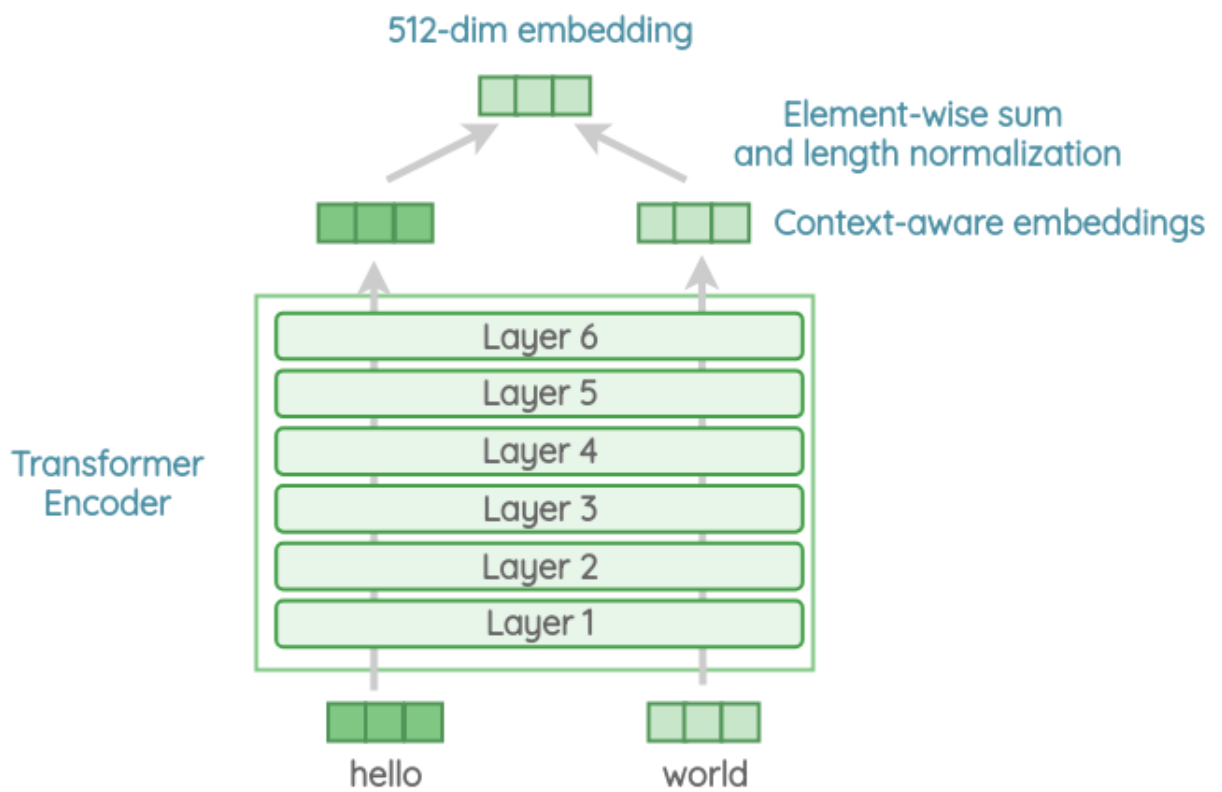 512-dim embedding
Element-wise sum
and length normalization
Context-aware embeddings
Layer 6
Layer 5
Layer 4
Layer 3
Layer 2
Layer 1
Transformer
Encoder
hello
world